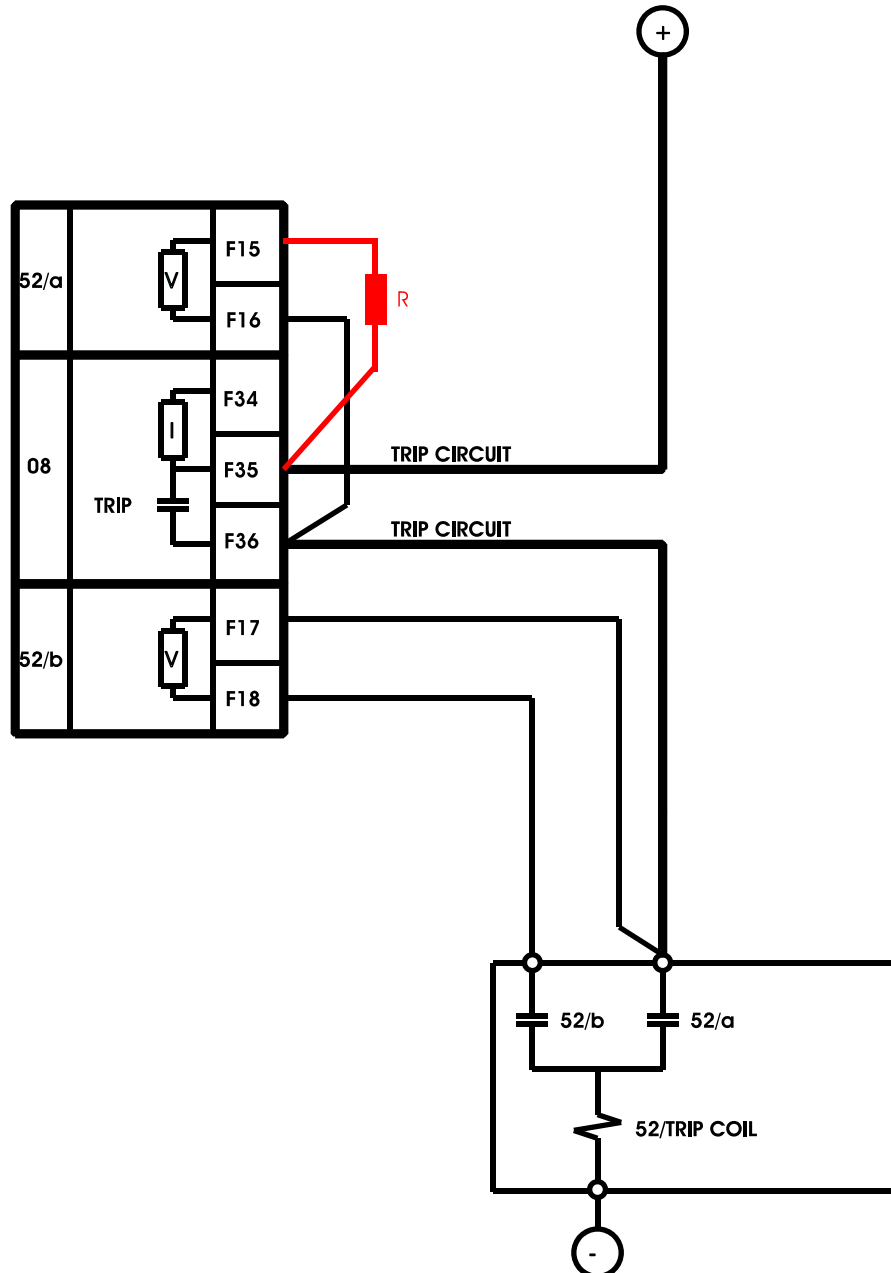 +
F15
52/a
V
R
F16
F34
I
TRIP CIRCUIT
08
F35
TRIP
TRIP CIRCUIT
F36
F17
52/b
V
F18
52/b
52/a
52/TRIP COIL
-